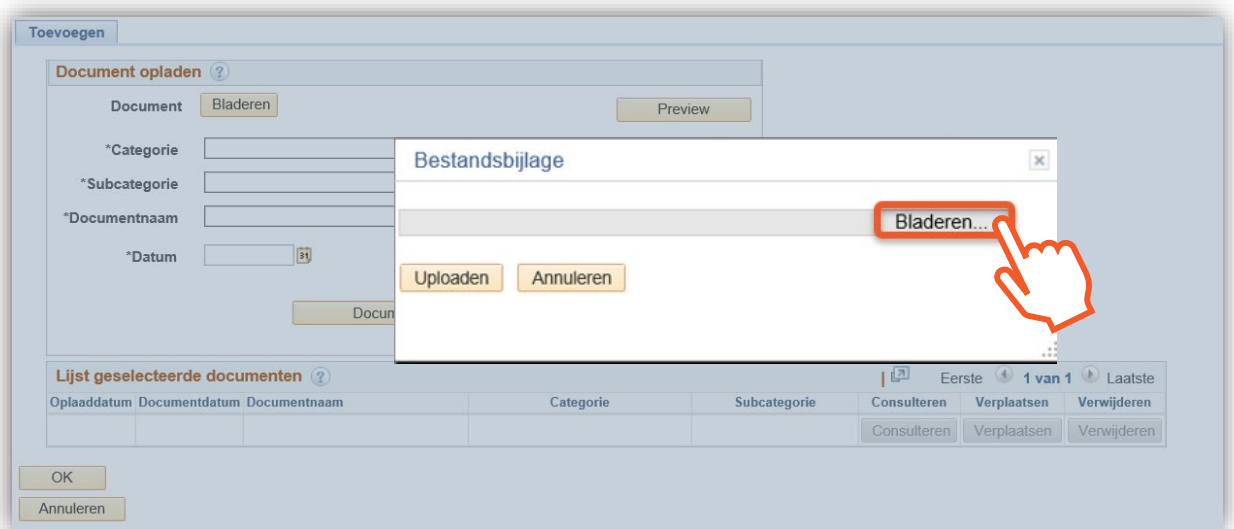 Toevoegen
Document opladen ?
Document Bladeren Preview
*Categorie
*Subcategorie
*Documentnaam
*Datum 31
Docum
Bestandsbijlage
Bladeren...
Uploaden Annuleren
Lijst geselecteerde documenten ? | Eerste 1 van 1 Laatste
Oplaaddatum Documentdatum Documentnaam Categorie Subcategorie Consulteren Verplaatsen Verwijderen
Consulteren Verplaatsen Verwijderen
OK
Annuleren